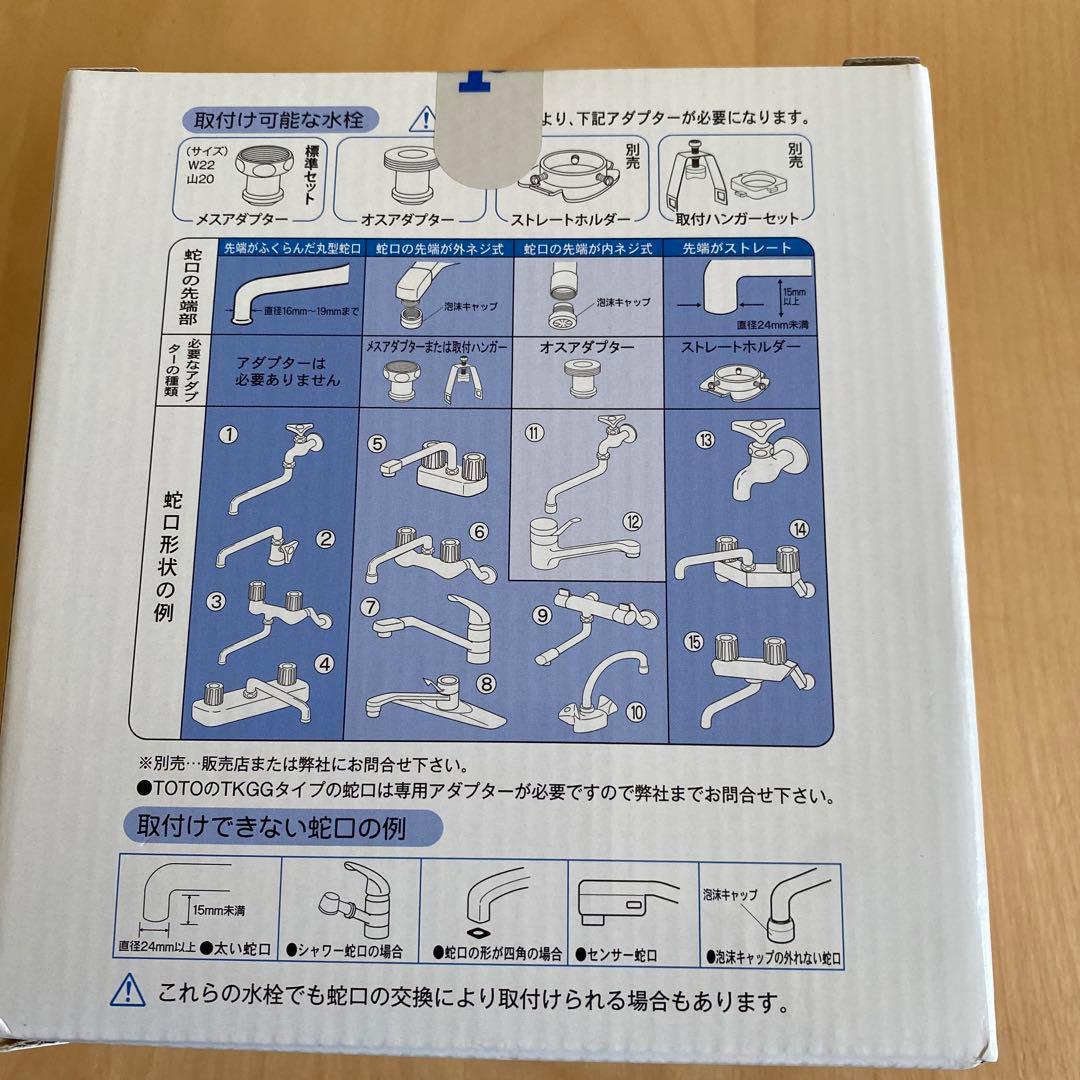 取付け可能な水栓
より、下記アダプターが必要になります。
(サイズ)
W22
山20
標準セット
メスアダプター
オスアダプター
別売
ストレートホルダー
別売
取付ハンガーセット
蛇口の先端部
先端がふくらんだ丸型蛇口
蛇口の先端が外ネジ式
蛇口の先端が内ネジ式
先端がストレート
直径16mm〜19mmまで
泡沫キャップ
泡沫キャップ
15mm
以上
直径24mm未満
必要なアダプ
ターの種類
アダプターは
必要ありません
メスアダプターまたは取付ハンガー
オスアダプター
ストレートホルダー
蛇口形状の例
①
②
③
④
⑤
⑥
⑦
⑧
⑪
⑫
⑨
⑩
⑬
⑭
⑮
※別売…販売店または弊社にお問合せ下さい。
●TOTOのTKGGタイプの蛇口は専用アダプターが必要ですので弊社までお問合せ下さい。
取付けできない蛇口の例
15mm未満
直径24mm以上
●太い蛇口
●シャワー蛇口の場合
●蛇口の形が四角の場合
●センサー蛇口
泡沫キャップ
●泡沫キャップの外れない蛇口
これらの水栓でも蛇口の交換により取付けられる場合もあります。